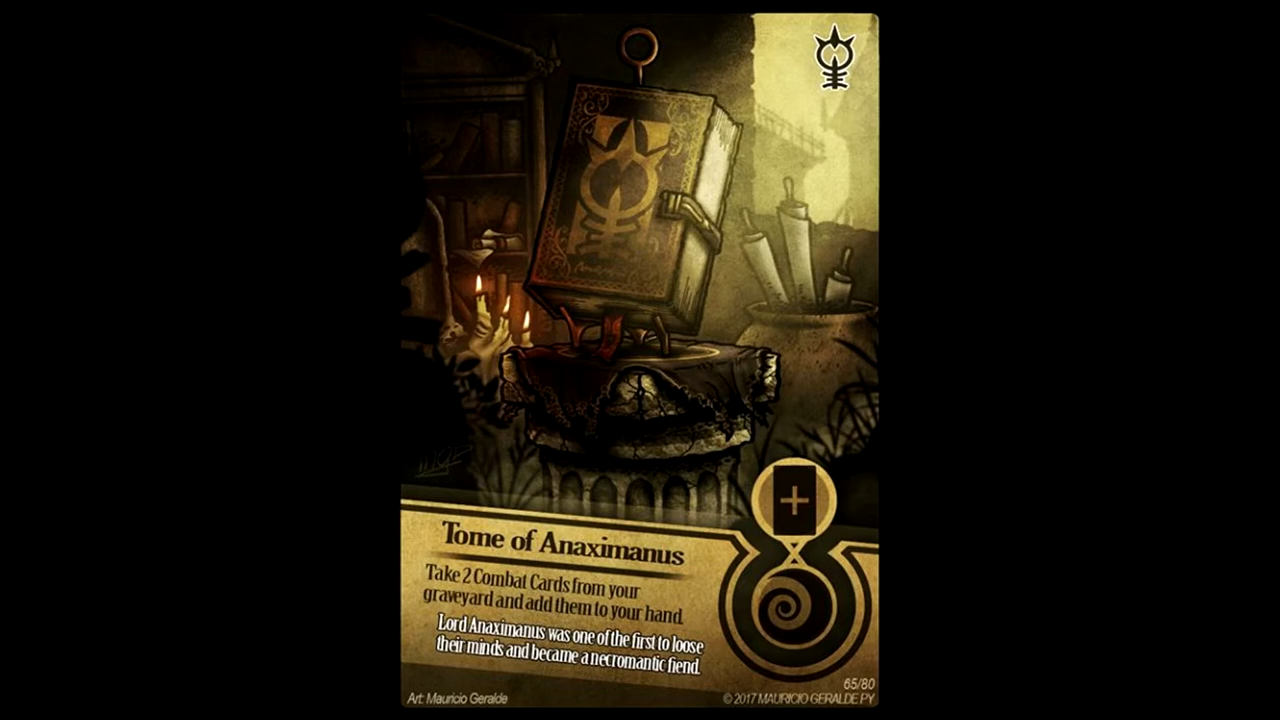 Tome of Anaximanus
Take 2 Combat Cards from your
graveyard and add them to your hand.
Lord Anaximanus was one of the first to loose
their minds and became a necromantic fiend.
65/80
Art: Mauricio Geralde
© 2017 MAURICIO GERALDE PY